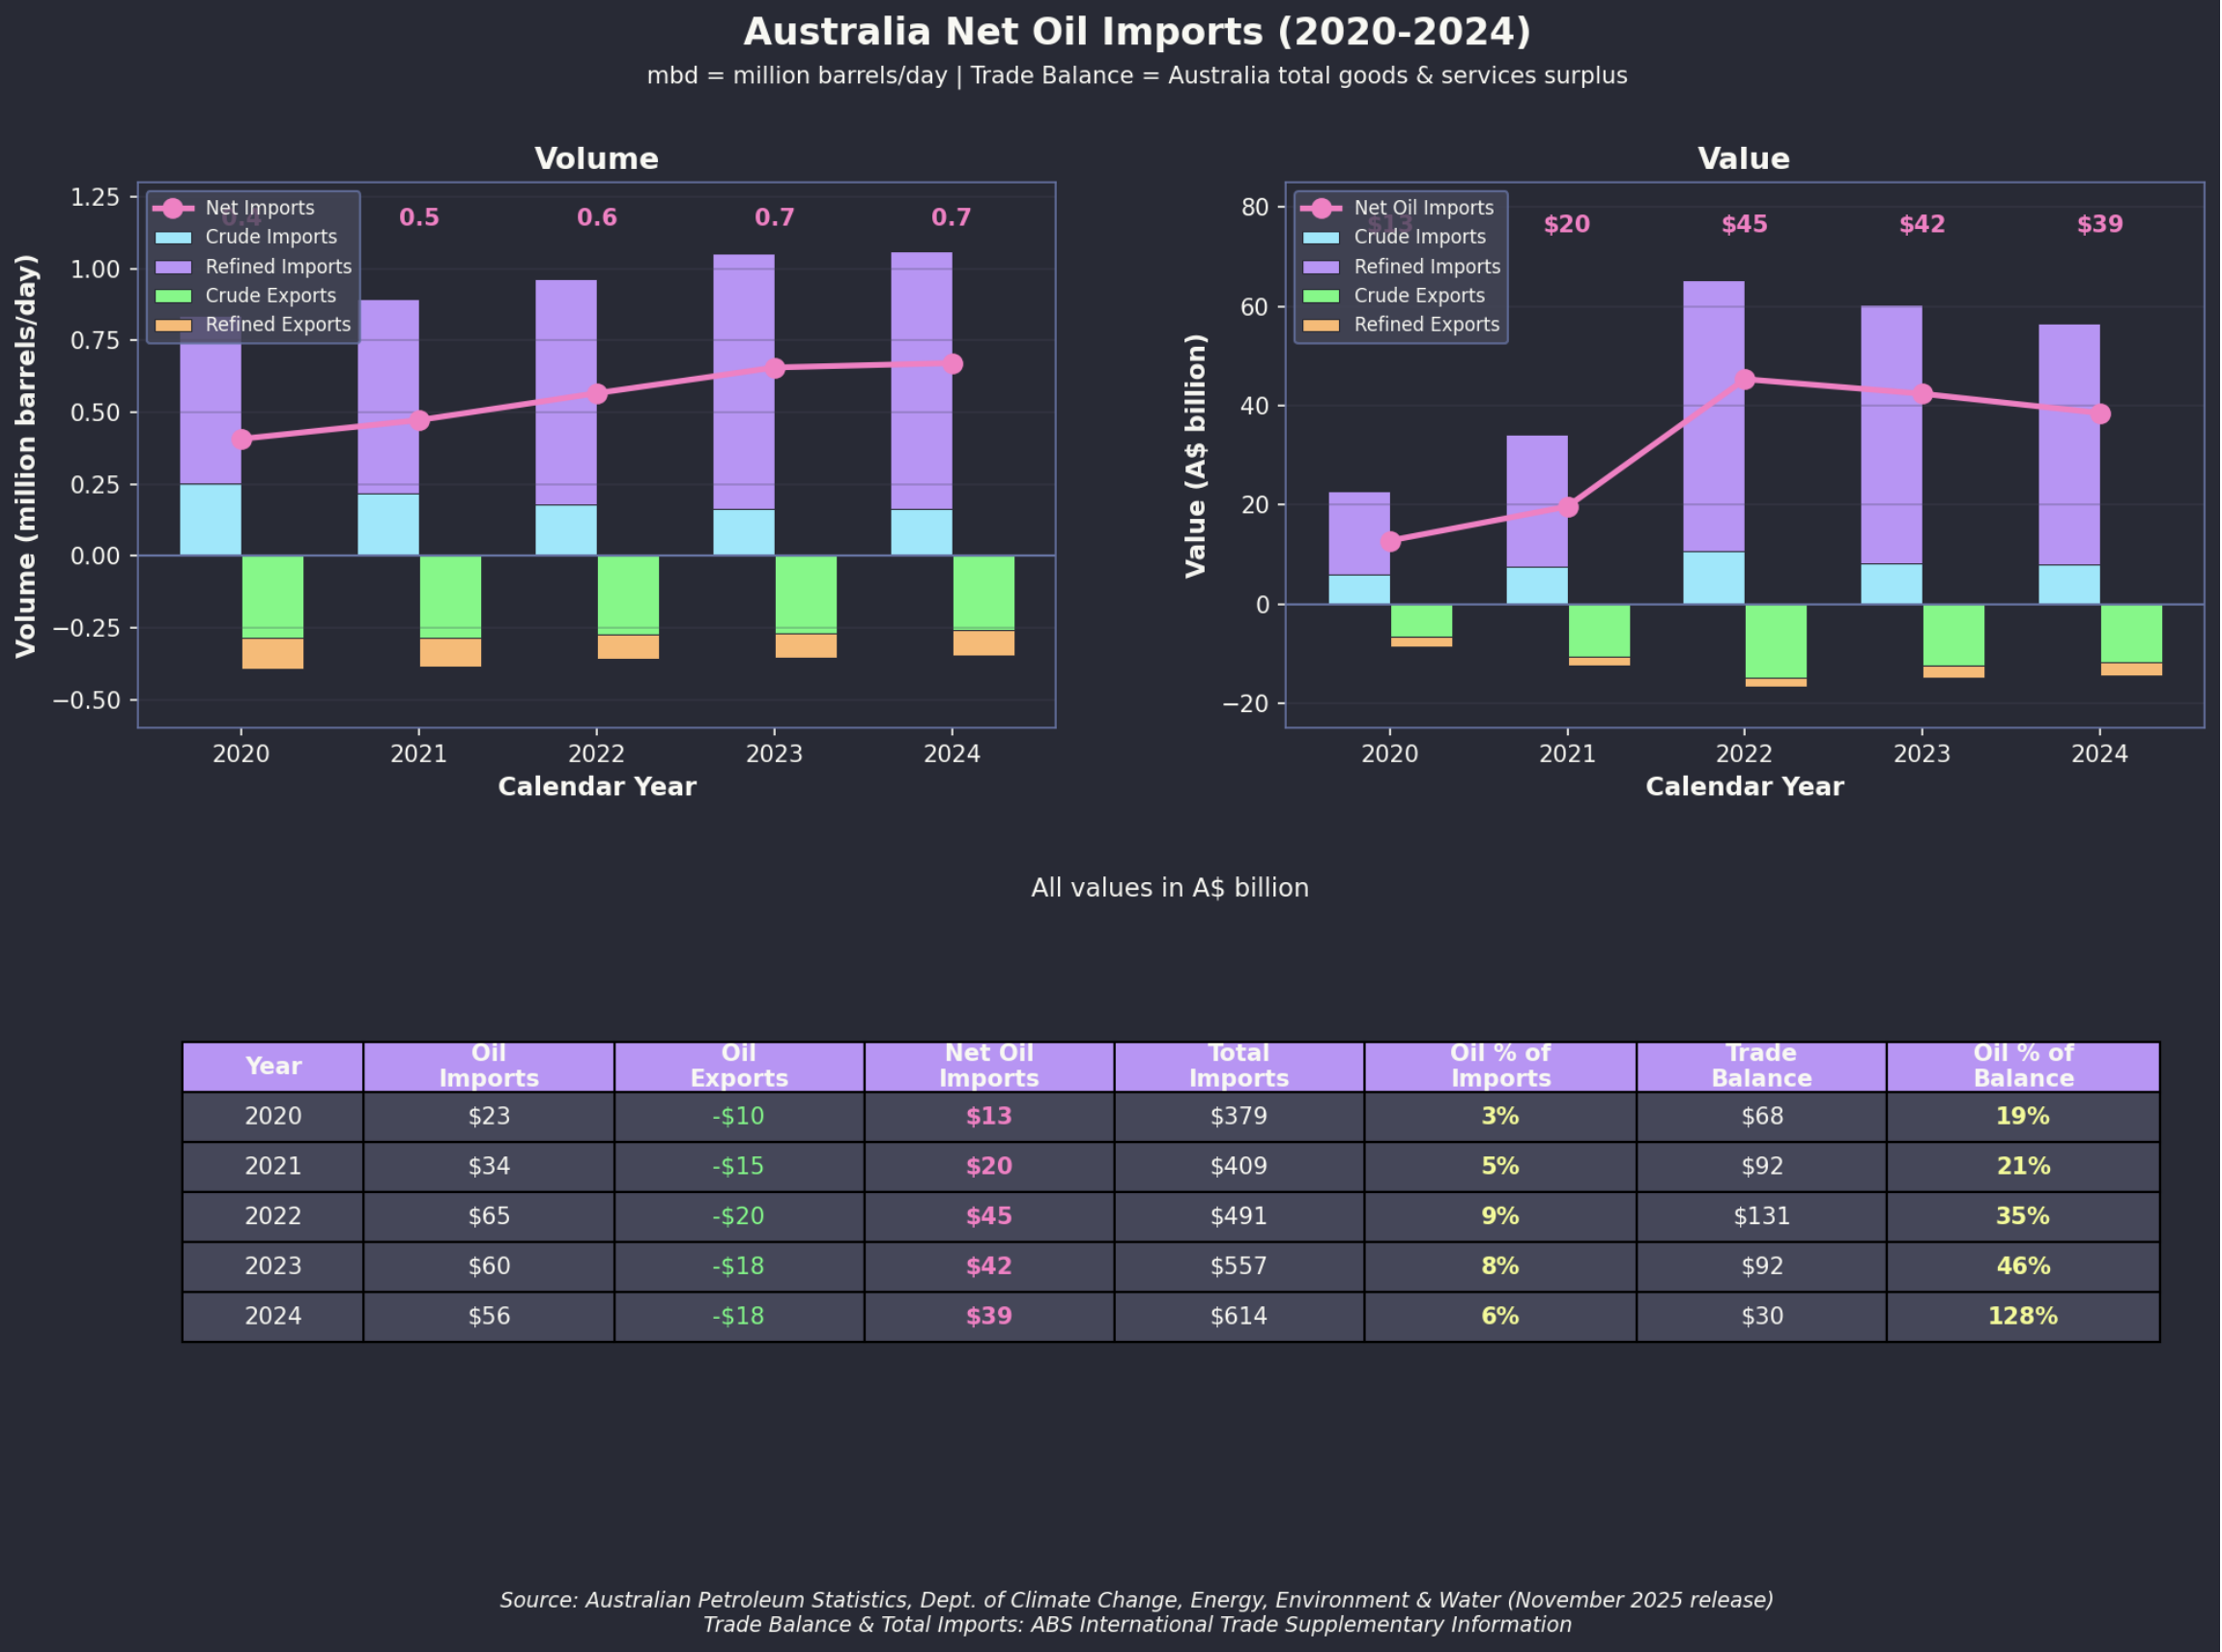 Australia Net Oil Imports (2020-2024)
mbd = million barrels/day | Trade Balance = Australia total goods & services surplus
Volume
Net Imports
Crude Imports
Refined Imports
Crude Exports
Refined Exports
0.4 0.5 0.6 0.7 0.7
1.25
1.00
0.75
0.50
0.25
0.00
−0.25
−0.50
Volume (million barrels/day)
2020 2021 2022 2023 2024
Calendar Year
Value
Net Oil Imports
Crude Imports
Refined Imports
Crude Exports
Refined Exports
$13 $20 $45 $42 $39
80
60
40
20
0
−20
Value (A$ billion)
2020 2021 2022 2023 2024
Calendar Year
All values in A$ billion
Year Oil Imports Oil Exports Net Oil Imports Total Imports Oil % of Imports Trade Balance Oil % of Balance
2020 $23 -$10 $13 $379 3% $68 19%
2021 $34 -$15 $20 $409 5% $92 21%
2022 $65 -$20 $45 $491 9% $131 35%
2023 $60 -$18 $42 $557 8% $92 46%
2024 $56 -$18 $39 $614 6% $30 128%
Source: Australian Petroleum Statistics, Dept. of Climate Change, Energy, Environment & Water (November 2025 release)
Trade Balance & Total Imports: ABS International Trade Supplementary Information